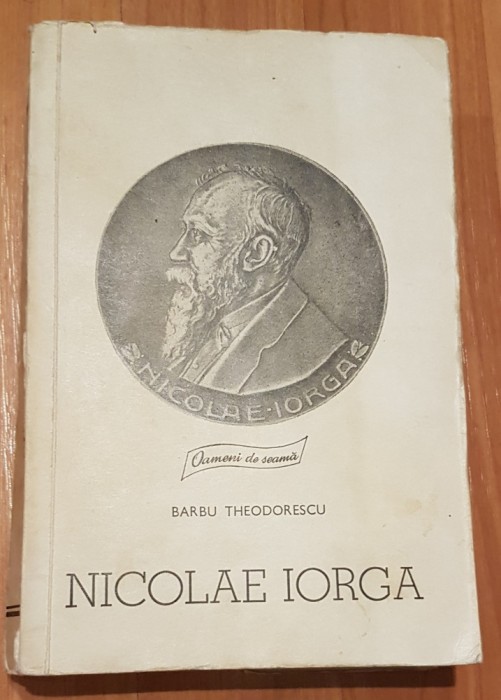 NICOLAE·IORGA
Oameni de seamă
BARBU THEODORESCU
NICOLAE IORGA